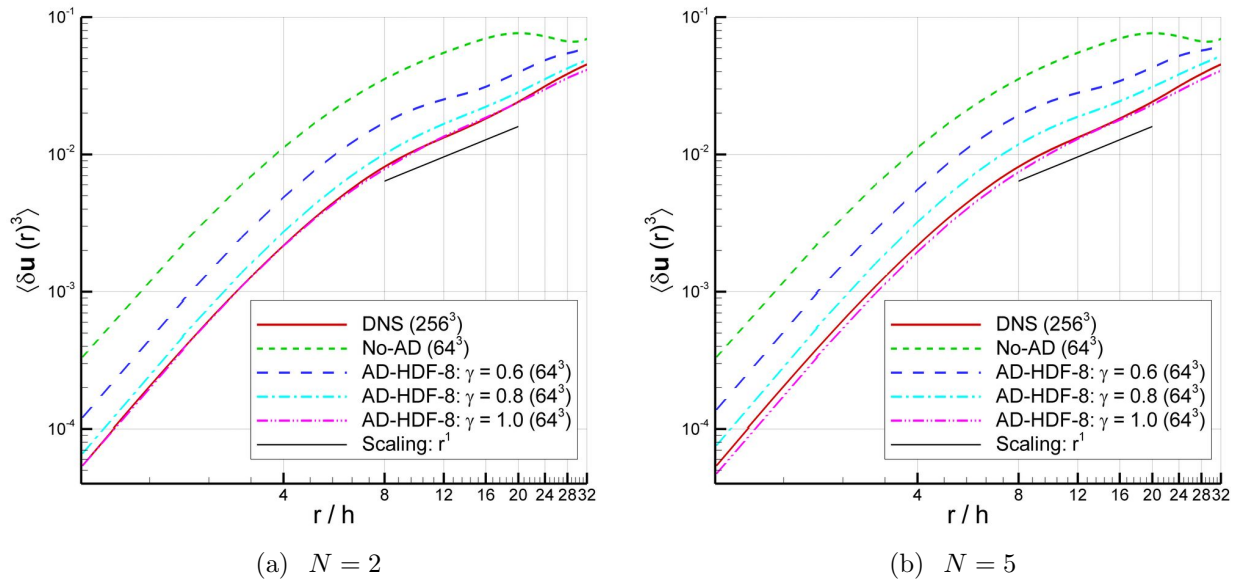 10⁻¹
10⁻²
10⁻³
10⁻⁴
⟨δu (r)³⟩
DNS (256³)
No-AD (64³)
AD-HDF-8: γ = 0.6 (64³)
AD-HDF-8: γ = 0.8 (64³)
AD-HDF-8: γ = 1.0 (64³)
Scaling: r¹
4 8 12 16 20 24 28 32
r / h
(a) N = 2
10⁻¹
10⁻²
10⁻³
10⁻⁴
⟨δu (r)³⟩
DNS (256³)
No-AD (64³)
AD-HDF-8: γ = 0.6 (64³)
AD-HDF-8: γ = 0.8 (64³)
AD-HDF-8: γ = 1.0 (64³)
Scaling: r¹
4 8 12 16 20 24 28 32
r / h
(b) N = 5